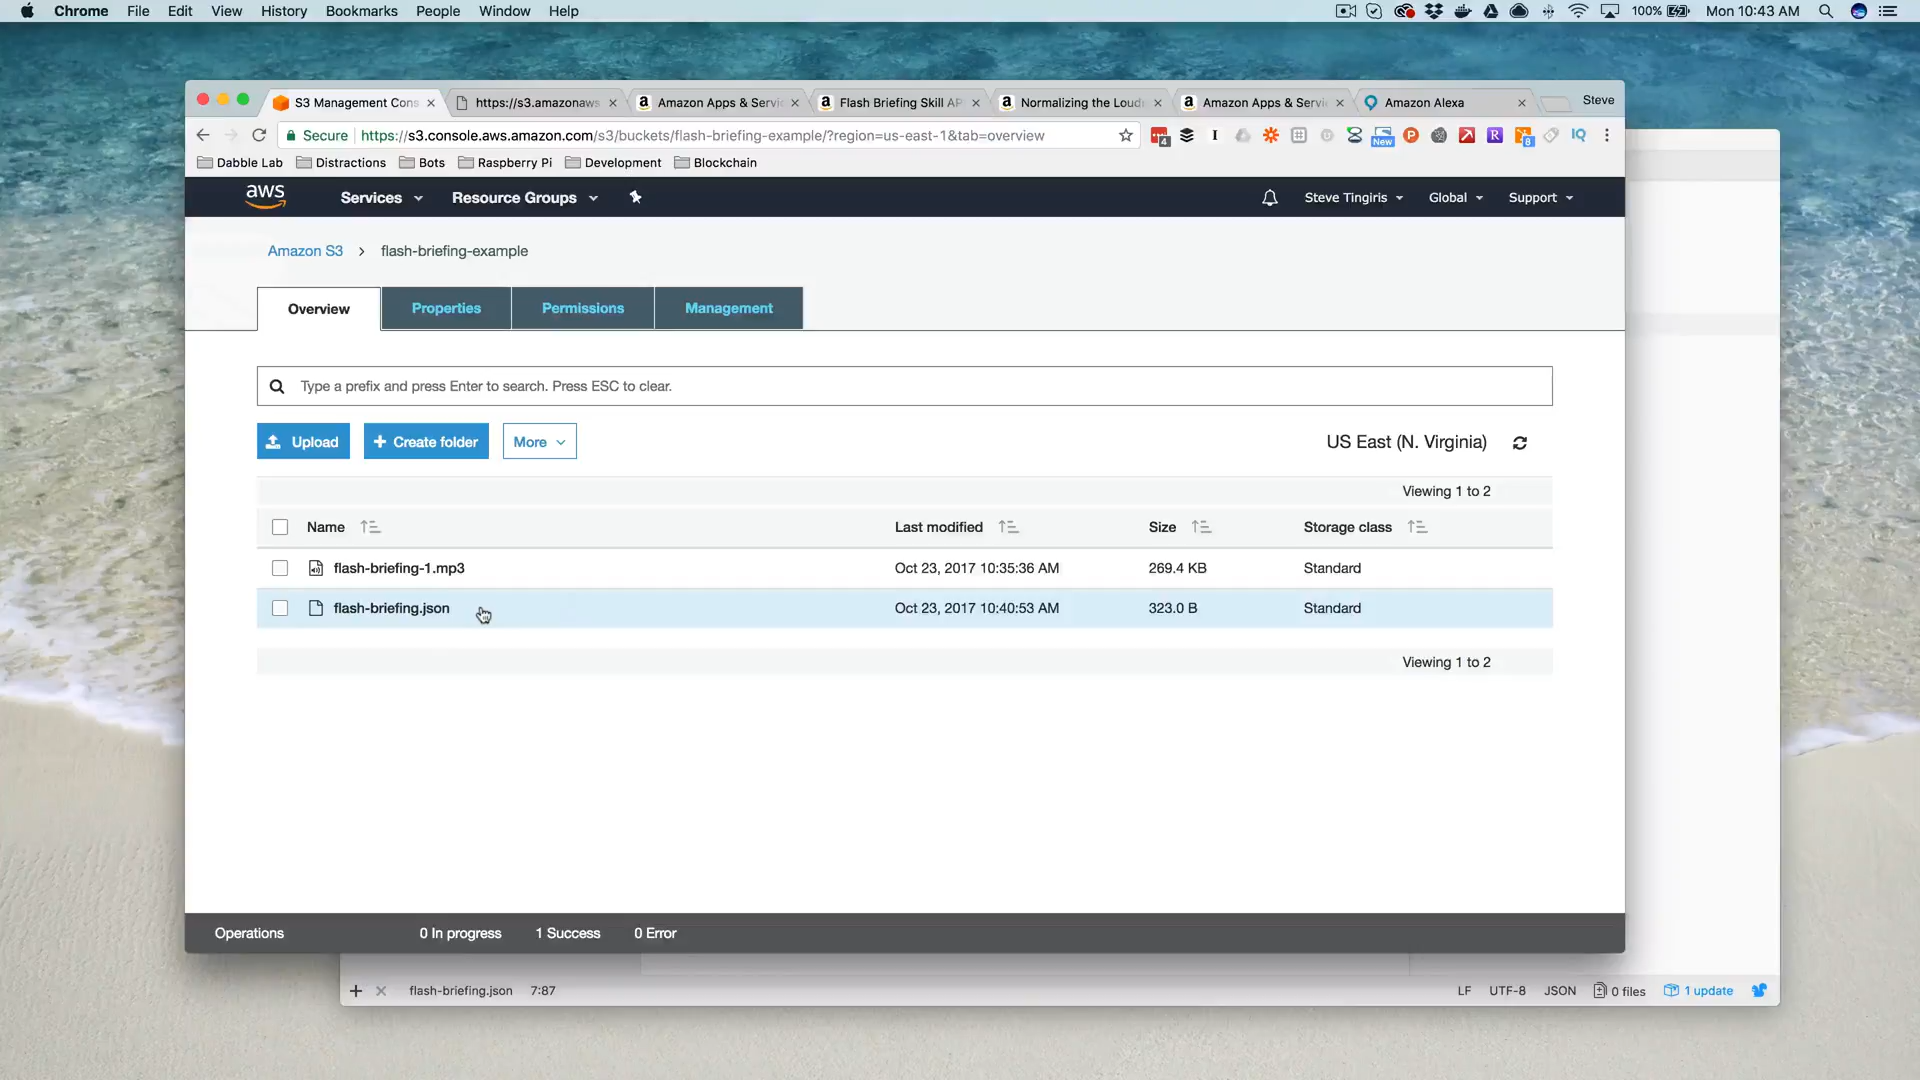 Chrome File Edit View History Bookmarks People Window Help 100% Mon 10:43 AM
S3 Management Cons https://s3.amazonaws Amazon Apps & Servic Flash Briefing Skill AP Normalizing the Loud Amazon Apps & Servic Amazon Alexa Steve
Secure https://s3.console.aws.amazon.com/s3/buckets/flash-briefing-example/?region=us-east-1&tab=overview 4 I New P R 8 IQ
Dabble Lab Distractions Bots Raspberry Pi Development Blockchain
aws Services Resource Groups Steve Tingiris Global Support
Amazon S3 > flash-briefing-example
Overview Properties Permissions Management
Type a prefix and press Enter to search. Press ESC to clear.
Upload + Create folder More US East (N. Virginia)
Viewing 1 to 2
Name Last modified Size Storage class
flash-briefing-1.mp3 Oct 23, 2017 10:35:36 AM 269.4 KB Standard
flash-briefing.json Oct 23, 2017 10:40:53 AM 323.0 B Standard
Viewing 1 to 2
Operations 0 In progress 1 Success 0 Error
flash-briefing.json 7:87 LF UTF-8 JSON 0 files 1 update